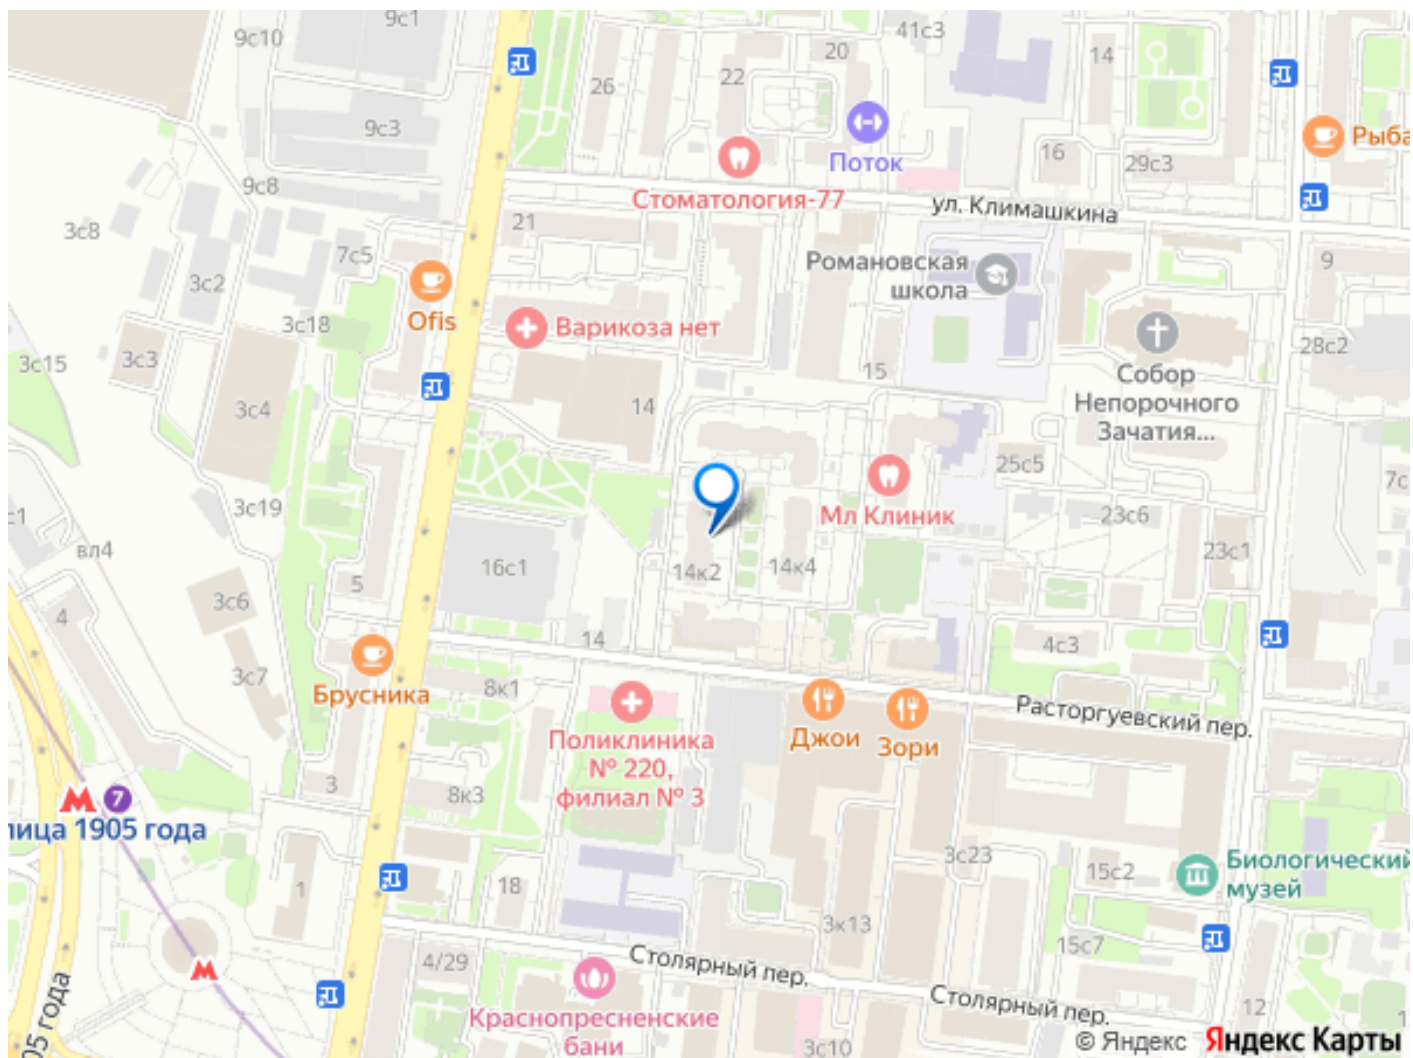 9с1
9с10
41с3
20
14
26
22
9с3
Поток
16
29с3
Рыба
9с8
Стоматология-77
ул. Климашкина
3с8
21
7с5
9
3с2
Романовская
школа
3с18
Ofis
Варикоза нет
28с2
3с15
3с3
15
Собор
Непорочного
Зачатия...
3с4
14
25с5
7с
3с19
Мл Клиник
23с6
23с1
с1
вл4
16с1
14к2
14к4
5
3с6
4
14
4с3
3с7
Брусника
8к1
Расторгуевский пер.
Поликлиника
№ 220,
филиал № 3
Джои
Зори
3
8к3
7
лица 1905 года
3с23
15с2
Биологический
музей
1
18
3к13
15с7
4/29
Столярный пер.
Столярный пер.
12
1
05 года
Краснопресненские
бани
3с10
© Яндекс Яндекс Карты